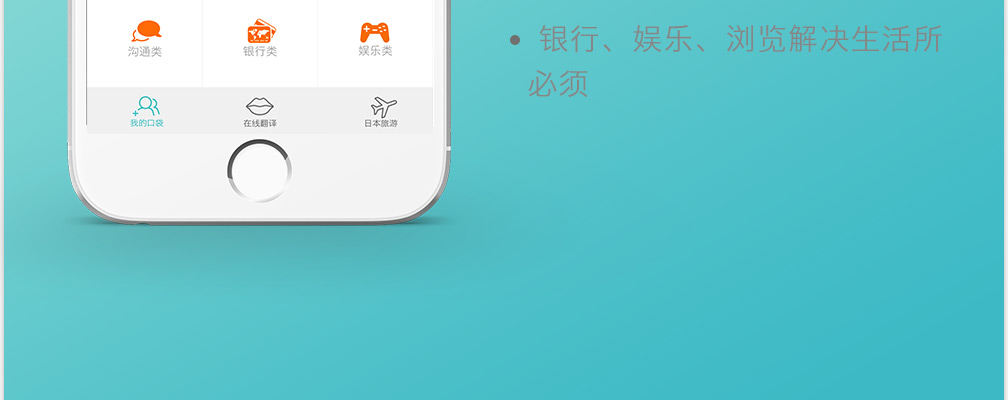 沟通类 银行类 娱乐类
我的口袋 在线翻译 日本旅游
• 银行、娱乐、浏览解决生活所
必须